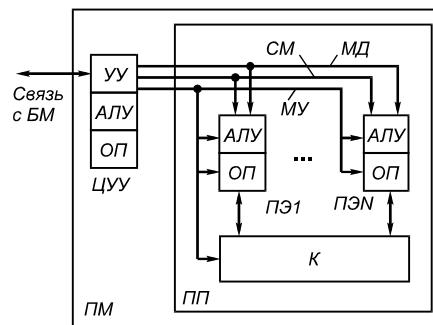 УУ
СМ
МД
Связь
с БМ
АЛУ
МУ
АЛУ
АЛУ
ОП
ОП
...
ОП
ЦУУ
ПЭ1
ПЭN
К
ПМ
ПП